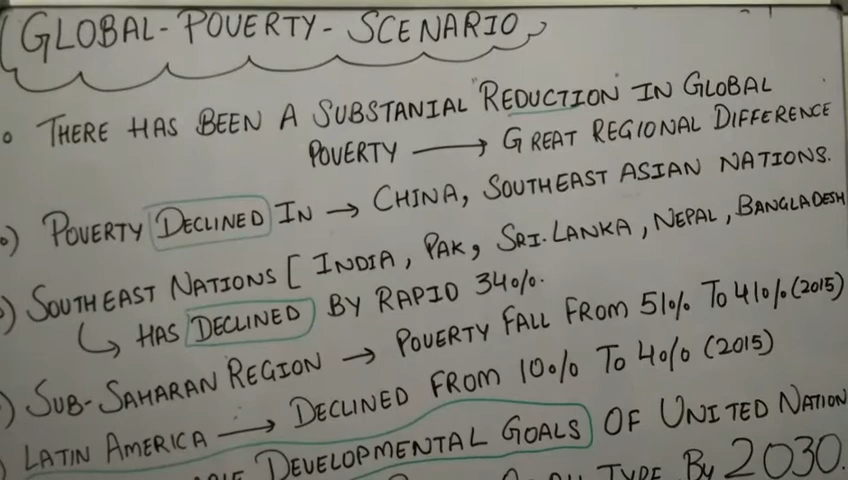 GLOBAL-POVERTY-SCENARIO
THERE HAS BEEN A SUBSTANIAL "REDUCTION IN GLOBAL
POVERTY → GREAT REGIONAL DIFFERENCE
POVERTY DECLINED IN → CHINA, SOUTHEAST ASIAN NATIONS.
SOUTHEAST NATIONS [ INDIA, PAK, SRI.LANKA, NEPAL, BANGLADESH
↳ HAS DECLINED BY RAPID 34%.
SUB-SAHARAN REGION → POVERTY FALL FROM 51% TO 41% (2015)
LATIN AMERICA → DECLINED FROM 10% TO 4% (2015)
DEVELOPMENTAL GOALS OF UNITED NATION
TYPE BY 2030.